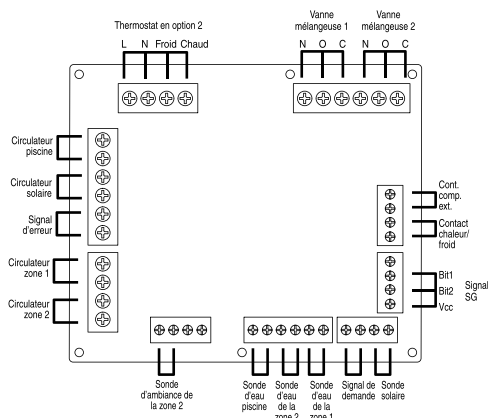 Thermostat en option 2
L N Froid Chaud
Vanne
mélangeuse 1
N O C
Vanne
mélangeuse 2
N O C
Circulateur
piscine
Circulateur
solaire
Signal
d'erreur
Circulateur
zone 1
Circulateur
zone 2
Cont.
comp.
ext.
Contact
chaleur/
froid
Bit1
Bit2
Vcc
Signal
SG
Sonde
d'ambiance de
la zone 2
Sonde
d'eau
piscine
Sonde
d'eau
de la
zone 2
Sonde
d'eau
de la
zone 1
Signal de
demande
Sonde
solaire